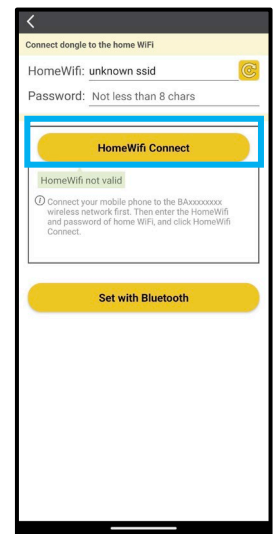 Connect dongle to the home WiFi
HomeWifi: unknown ssid
Password: Not less than 8 chars
HomeWifi Connect
HomeWifi not valid
Connect your mobile phone to the BAxxxxxxxx
wireless network first. Then enter the HomeWifi
and password of home WiFi, and click HomeWifi
Connect.
Set with Bluetooth